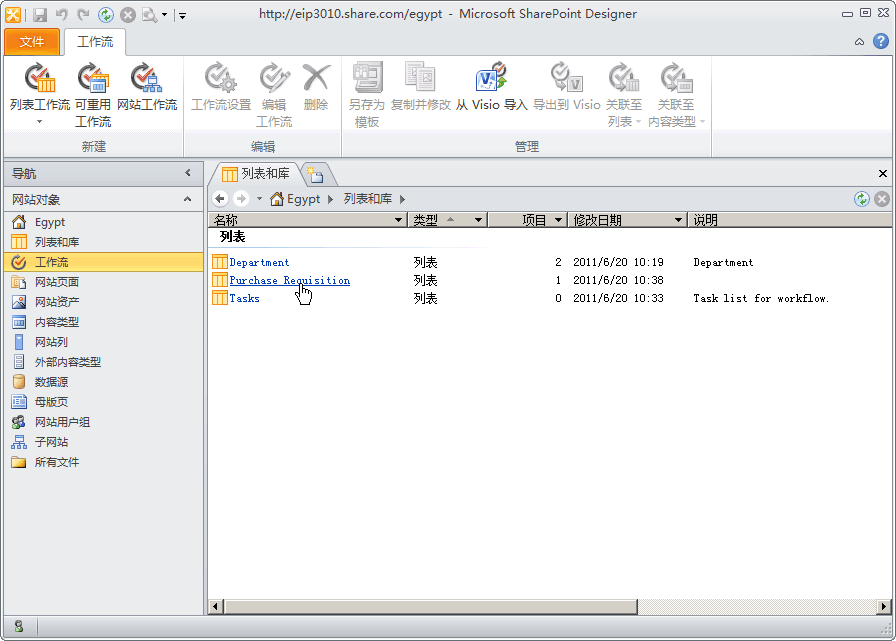 http://eip3010.share.com/egypt - Microsoft SharePoint Designer
文件 工作流
列表工作流 可重用 工作流 网站工作流 工作流设置 编辑 工作流 删除 另存为 模板 复制并修改 从 Visio 导入 导出到 Visio 关联至 列表 关联至 内容类型
新建 编辑 管理
导航
网站对象
Egypt
列表和库
工作流
网站页面
网站资产
内容类型
网站列
外部内容类型
数据源
母版页
网站用户组
子网站
所有文件
列表和库
Egypt 列表和库
名称 类型 项目 修改日期 说明
列表
Department 列表 2 2011/6/20 10:19 Department
Purchase Requisition 列表 1 2011/6/20 10:38
Tasks 列表 0 2011/6/20 10:33 Task list for workflow.